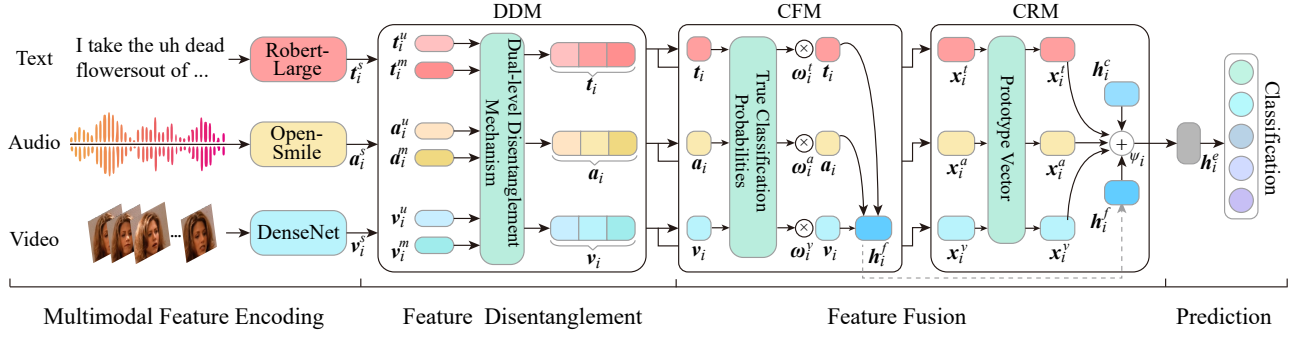 DDM
CFM
CRM
Text
I take the uh dead
flowersout of ...
Robert-
Large
t_i^s
t_i^u
t_i^m
Dual-level Disentanglement
Mechanism
t_i
t_i
True Classification
Probabilities
ω_i^t
t_i
x_i^t
Prototype Vector
x_i^t
h_i^c
Classification
Audio
Open-
Smile
a_i^s
a_i^u
d_i^m
a_i
a_i
ω_i^a
a_i
x_i^a
x_i^a
+
ψ_i
h_i^e
Video
...
DenseNet
v_i^s
v_i^u
v_i^m
v_i
v_i
ω_i^y
v_i
h_i^f
x_i^y
x_i^y
h_i^f
Multimodal Feature Encoding
Feature Disentanglement
Feature Fusion
Prediction